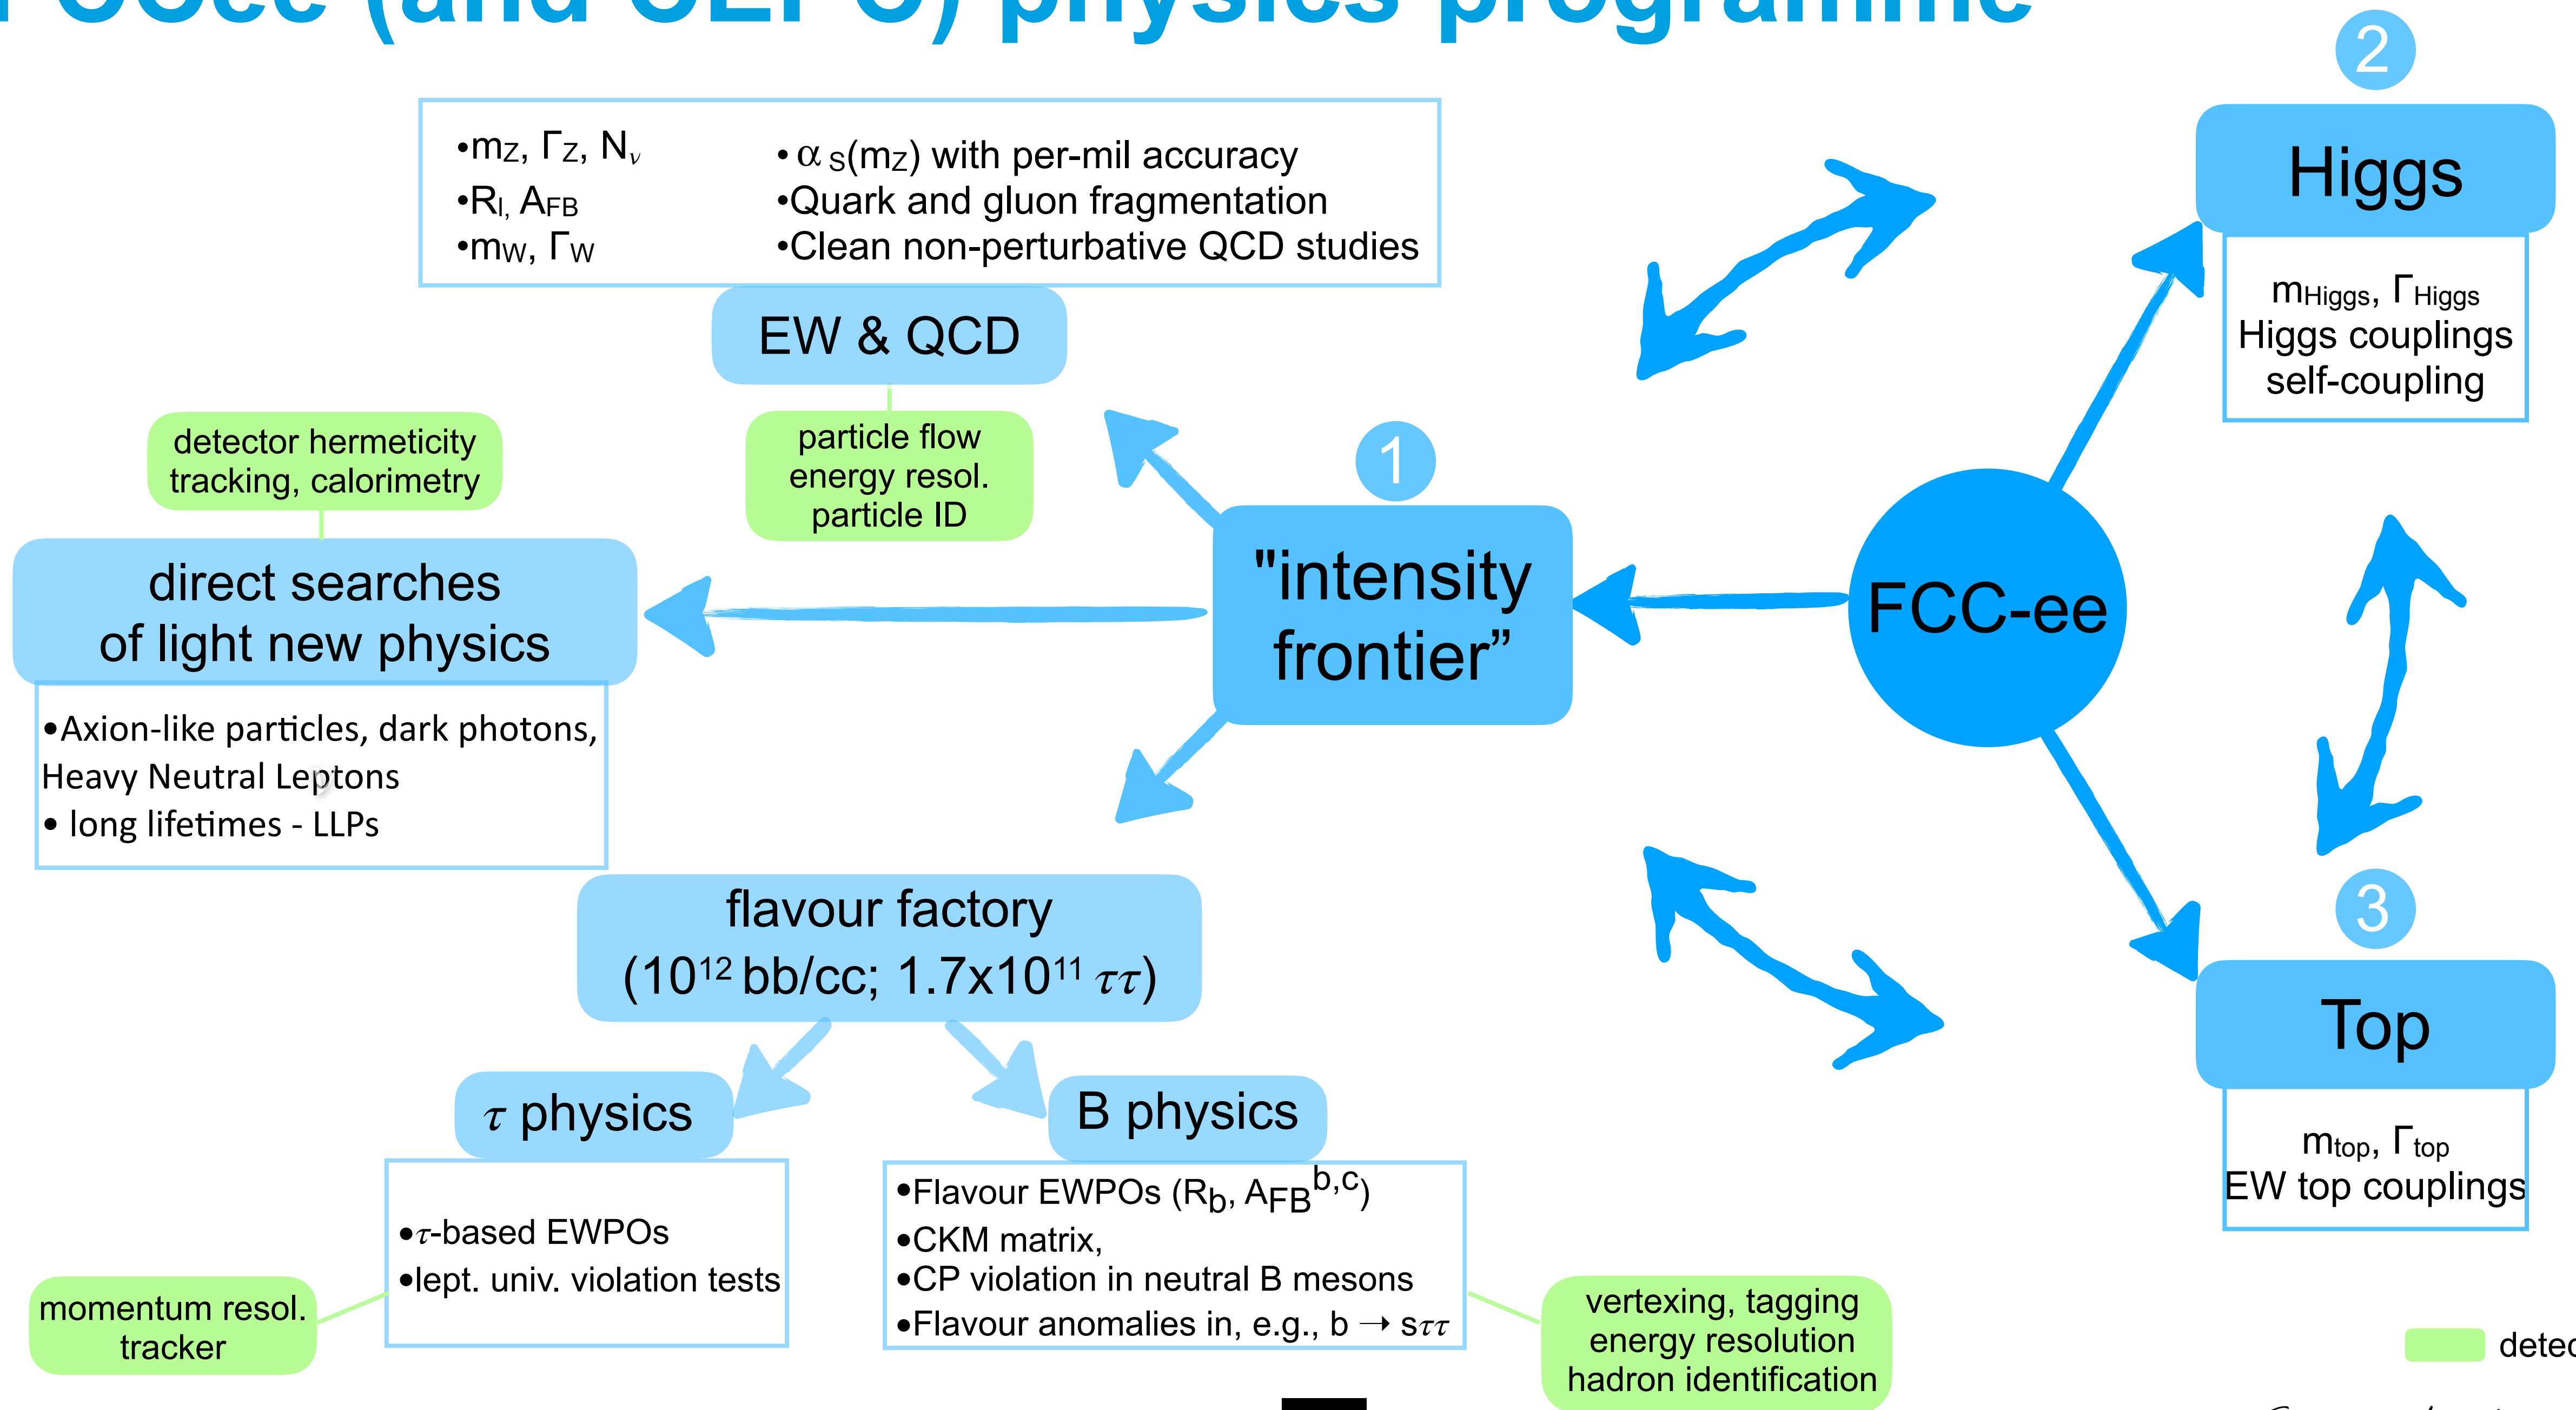 (and CEPC) physics programme
•mZ, ΓZ, Nν
•Rl, AFB
•mW, ΓW
•αS(mZ) with per-mil accuracy
•Quark and gluon fragmentation
•Clean non-perturbative QCD studies
EW & QCD
particle flow
energy resol.
particle ID
detector hermeticity
tracking, calorimetry
direct searches
of light new physics
•Axion-like particles, dark photons,
Heavy Neutral Leptons
• long lifetimes - LLPs
1
"intensity
frontier”
FCC-ee
2
Higgs
mHiggs, ΓHiggs
Higgs couplings
self-coupling
3
Top
mtop, Γtop
EW top couplings
flavour factory
(10¹² bb/cc; 1.7x10¹¹ ττ)
τ physics
•τ-based EWPOs
•lept. univ. violation tests
momentum resol.
tracker
B physics
•Flavour EWPOs (Rb, AFBb,c)
•CKM matrix,
•CP violation in neutral B mesons
•Flavour anomalies in, e.g., b → sττ
vertexing, tagging
energy resolution
hadron identification